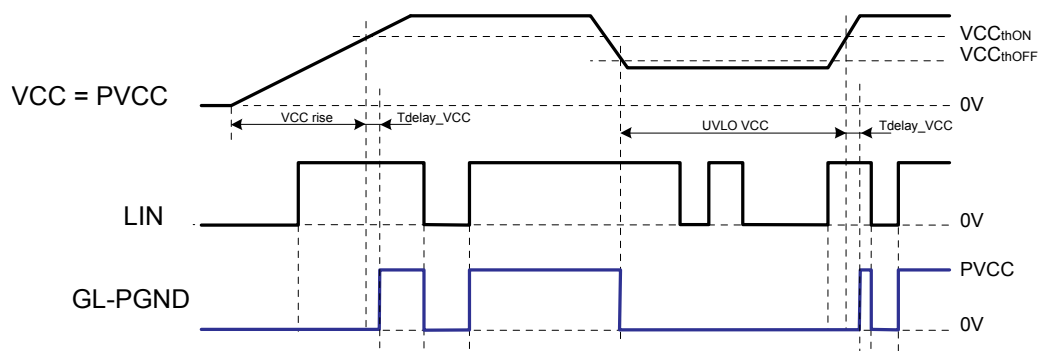 VCCthON
VCCthOFF
VCC = PVCC
0V
VCC rise
Tdelay_VCC
UVLO VCC
Tdelay_VCC
LIN
0V
PVCC
GL-PGND
0V